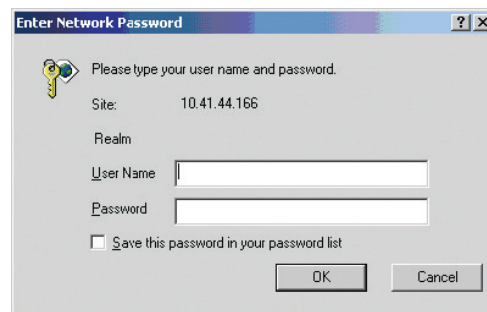 Enter Network Password
Please type your user name and password.
Site: 10.41.44.166
Realm
User Name
Password
Save this password in your password list
OK Cancel